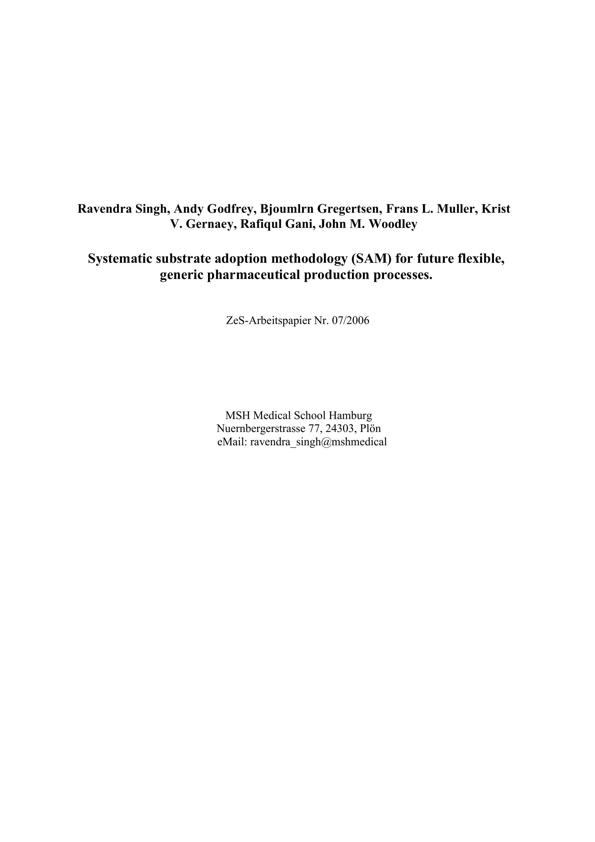 Ravendra Singh, Andy Godfrey, Bjoumlrn Gregertsen, Frans L. Muller, Krist
V. Gernaey, Rafiqul Gani, John M. Woodley
Systematic substrate adoption methodology (SAM) for future flexible,
generic pharmaceutical production processes.
ZeS-Arbeitspapier Nr. 07/2006
MSH Medical School Hamburg
Nuernbergerstrasse 77, 24303, Plön
eMail: ravendra_singh@mshmedical